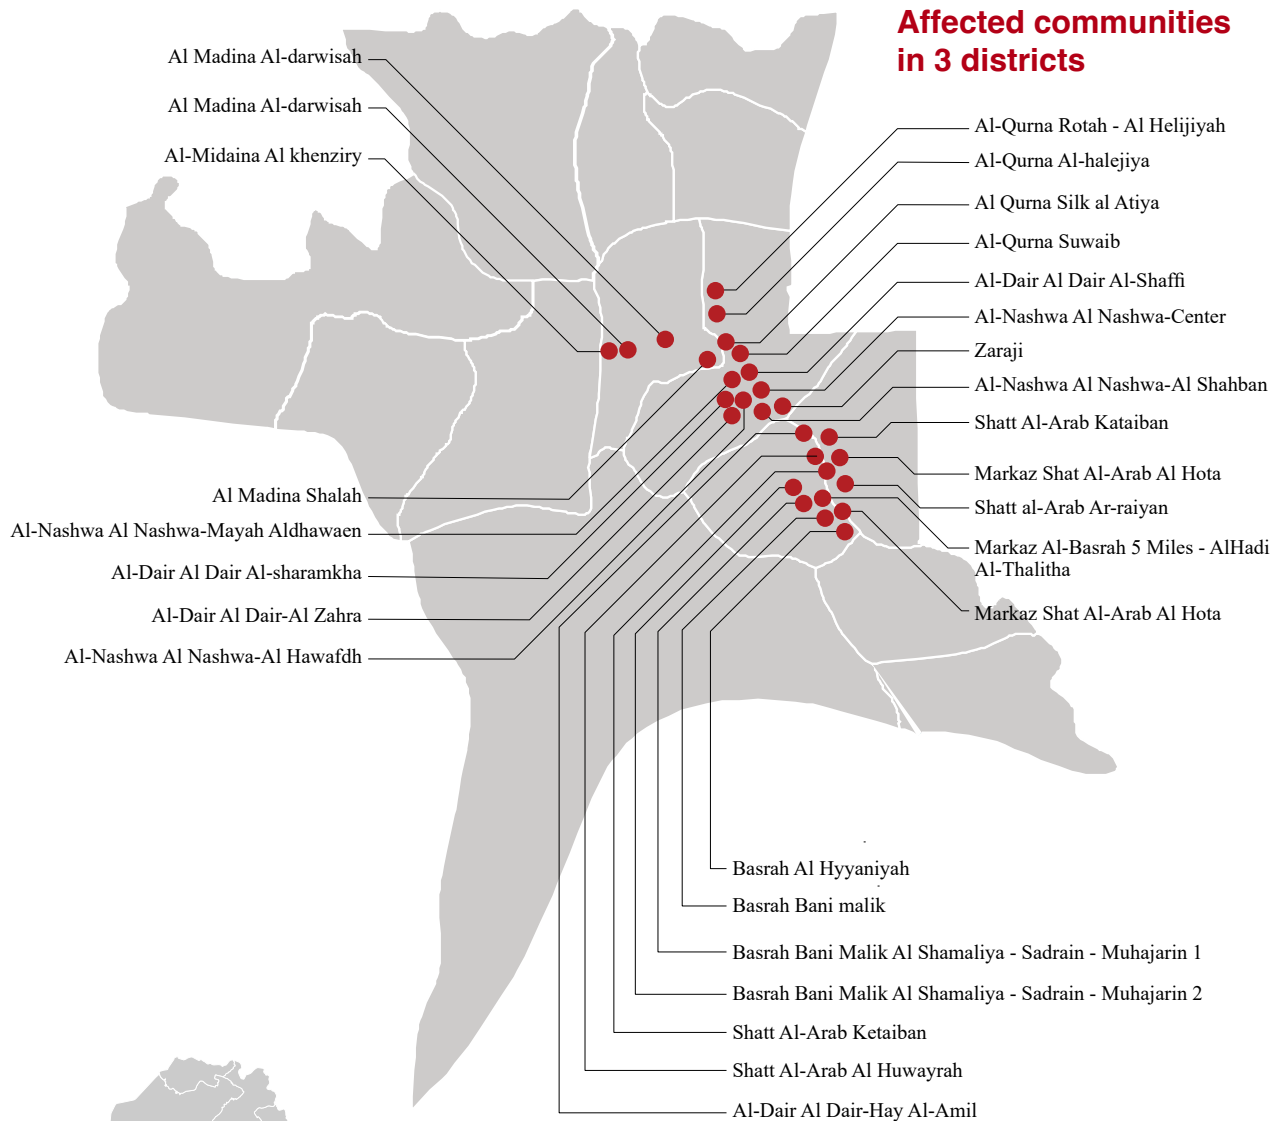 Affected communities
in 3 districts
Al Madina Al-darwisah
Al Madina Al-darwisah
Al-Midaina Al khenziry
Al-Qurna Rotah - Al Helijiyah
Al-Qurna Al-halejiya
Al Qurna Silk al Atiya
Al-Qurna Suwaib
Al-Dair Al Dair Al-Shaffi
Al-Nashwa Al Nashwa-Center
Zaraji
Al-Nashwa Al Nashwa-Al Shahban
Shatt Al-Arab Kataiban
Markaz Shat Al-Arab Al Hota
Shatt al-Arab Ar-raiyan
Markaz Al-Basrah 5 Miles - AlHadi
Al-Thalitha
Markaz Shat Al-Arab Al Hota
Al Madina Shalah
Al-Nashwa Al Nashwa-Mayah Aldhawaen
Al-Dair Al Dair Al-sharamkha
Al-Dair Al Dair-Al Zahra
Al-Nashwa Al Nashwa-Al Hawafdh
Basrah Al Hyyaniyah
Basrah Bani malik
Basrah Bani Malik Al Shamaliya - Sadrain - Muhajarin 1
Basrah Bani Malik Al Shamaliya - Sadrain - Muhajarin 2
Shatt Al-Arab Ketaiban
Shatt Al-Arab Al Huwayrah
Al-Dair Al Dair-Hay Al-Amil